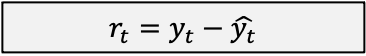 r_t = y_t − ŷ_t